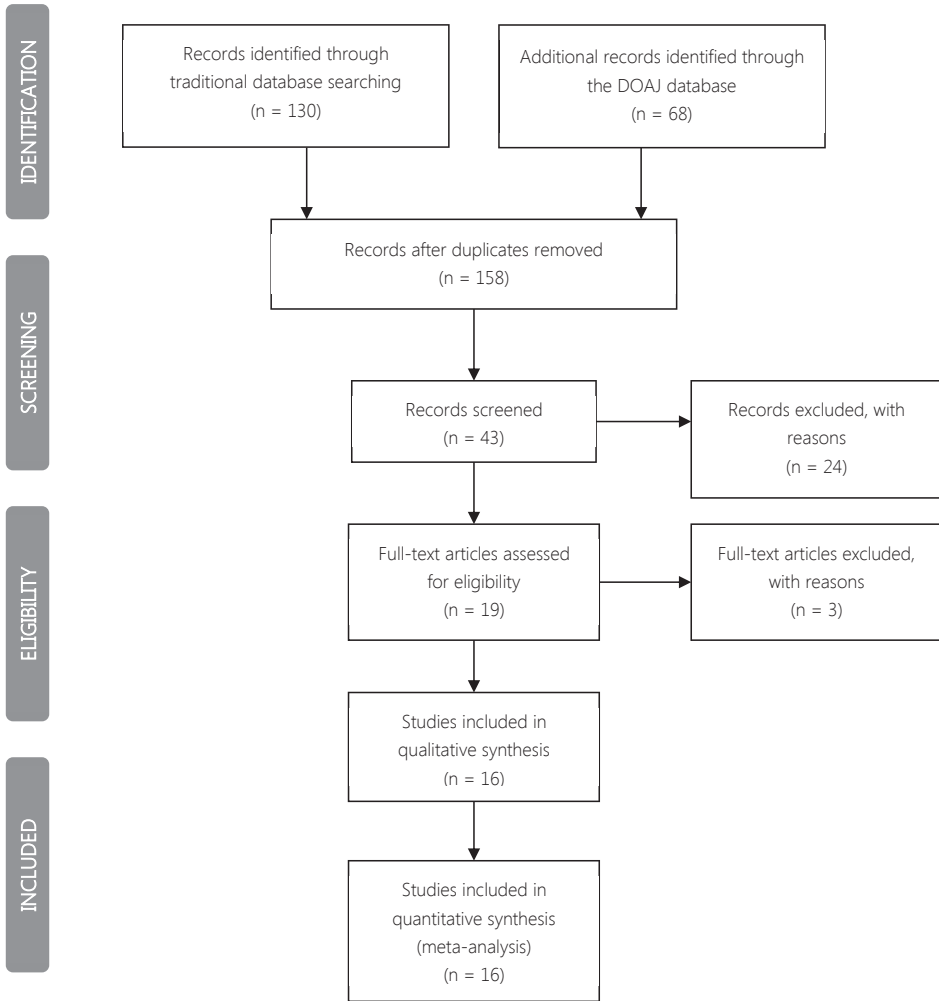 IDENTIFICATION
Records identified through
traditional database searching
(n = 130)
Additional records identified through
the DOAJ database
(n = 68)
Records after duplicates removed
(n = 158)
SCREENING
Records screened
(n = 43)
Records excluded, with
reasons
(n = 24)
ELIGIBILITY
Full-text articles assessed
for eligibility
(n = 19)
Full-text articles excluded,
with reasons
(n = 3)
Studies included in
qualitative synthesis
(n = 16)
INCLUDED
Studies included in
quantitative synthesis
(meta-analysis)
(n = 16)